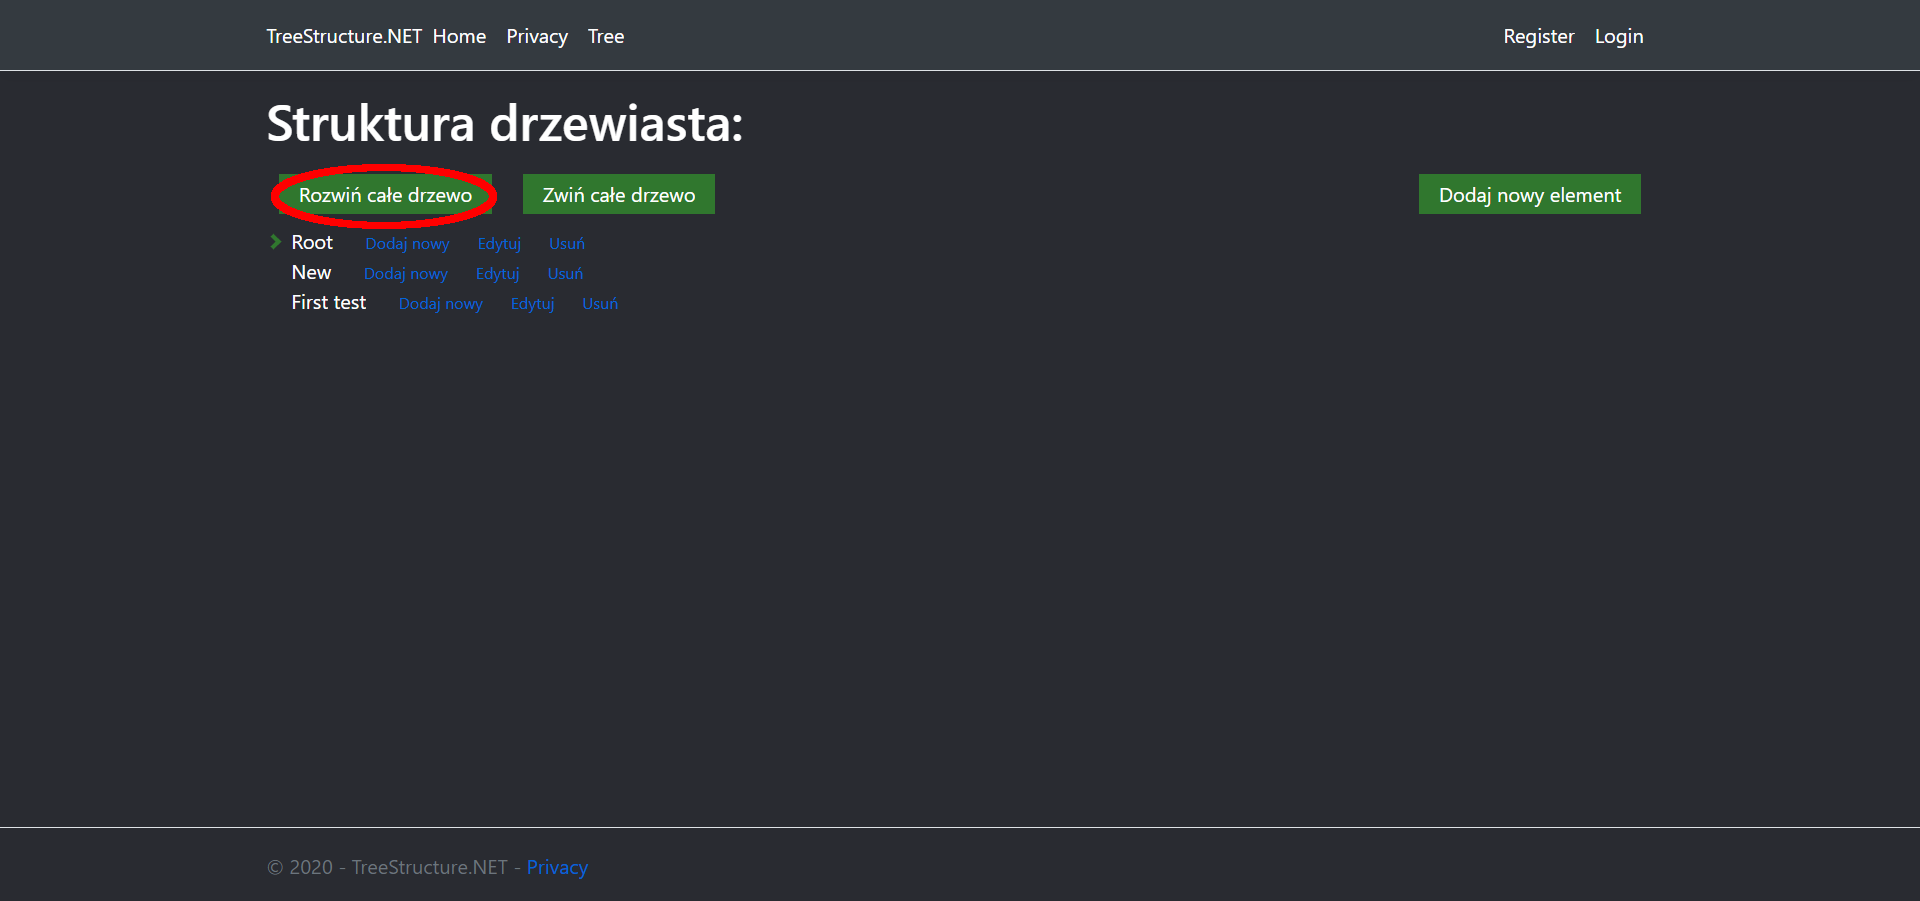 TreeStructure.NET Home Privacy Tree Register Login
Struktura drzewiasta:
Rozwiń całe drzewo Zwiń całe drzewo Dodaj nowy element
Root Dodaj nowy Edytuj Usuń
New Dodaj nowy Edytuj Usuń
First test Dodaj nowy Edytuj Usuń
© 2020 - TreeStructure.NET - Privacy